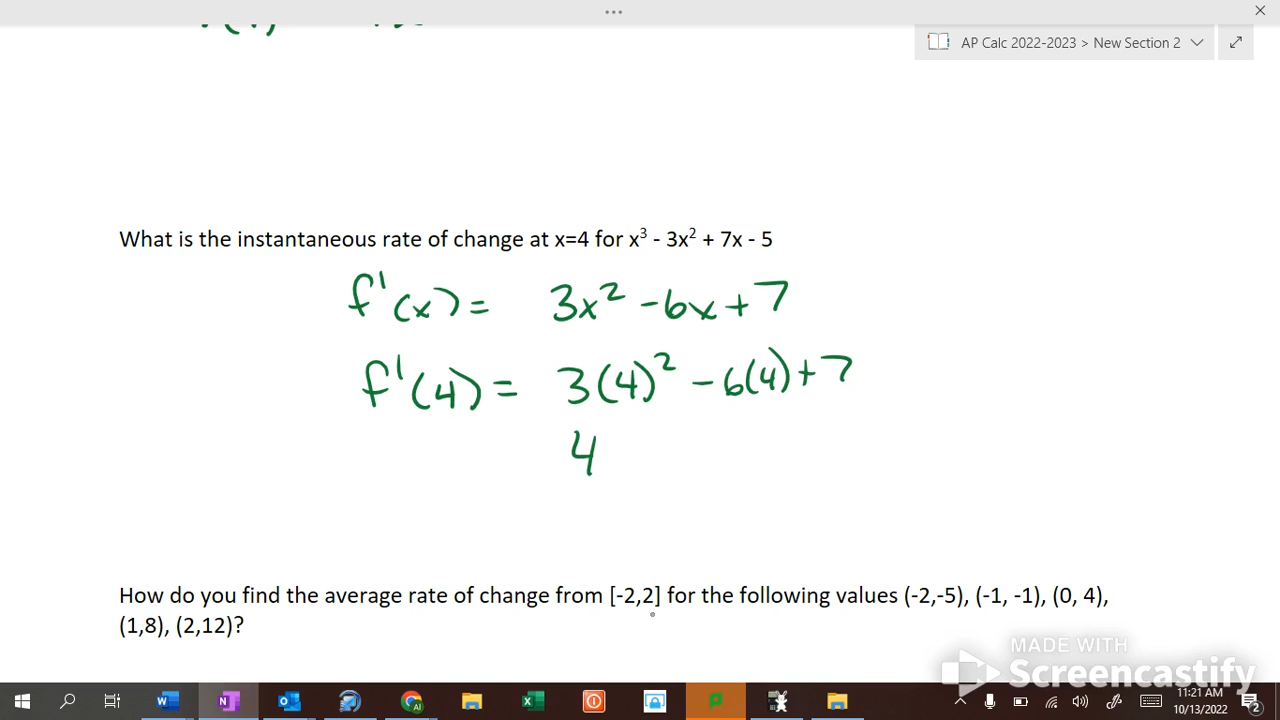 AP Calc 2022-2023 > New Section 2
What is the instantaneous rate of change at x=4 for x³ - 3x² + 7x - 5
f'(x) = 3x² - 6x + 7
f'(4) = 3(4)² - 6(4) + 7
4
How do you find the average rate of change from [-2,2] for the following values (-2,-5), (-1, -1), (0, 4),
(1,8), (2,12)?
MADE WITH
Screencastify
11:21 AM
10/13/2022
2